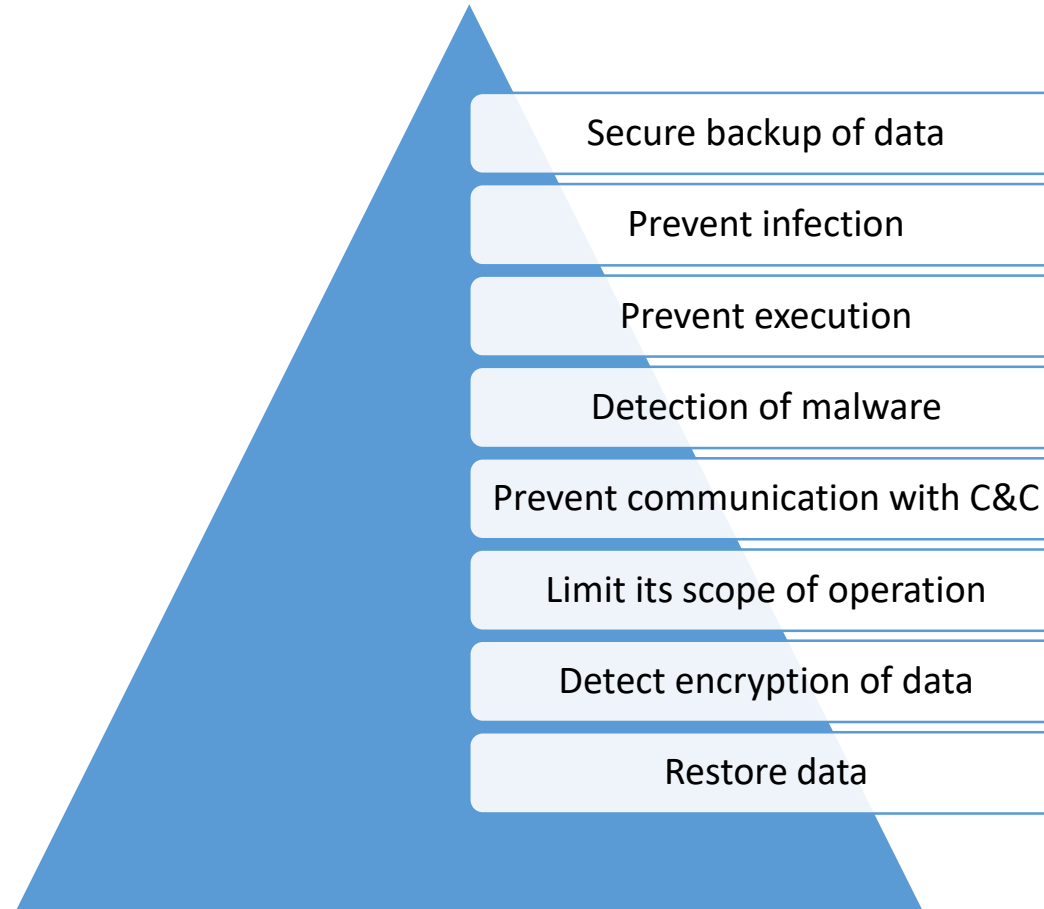 Secure backup of data
Prevent infection
Prevent execution
Detection of malware
Prevent communication with C&C
Limit its scope of operation
Detect encryption of data
Restore data